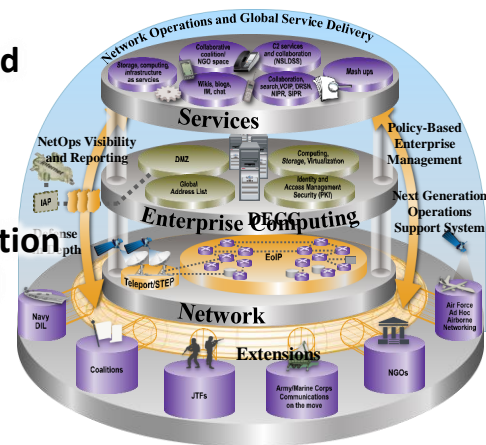 Network Operations and Global Service Delivery
Collaborative
coalition/
NGO space
C2 services
and collaboration
(NSLDSS)
Storage, computing
infrastructure
as servcies
Wikis, blogs,
IM, chat
Collaboration,
search,VOIP, DRSN,
NIPR, SIPR
Mash ups
Services
NetOps Visibility
and Reporting
Policy-Based
Enterprise
Management
DMZ
Computing,
Storage, Virtualization
Global
Address List
Identity and
Access Management
Security (PKI)
IAP
Enterprise Computing
DECC
Next Generation
Operations
Support System
tion
Depth
EoIP
Teleport/STEP
Network
Extensions
Navy
DIL
Coalitions
JTFs
Army/Marine Corps
Communications
on the move
NGOs
Air Force
Ad Hoc
Airborne
Networking